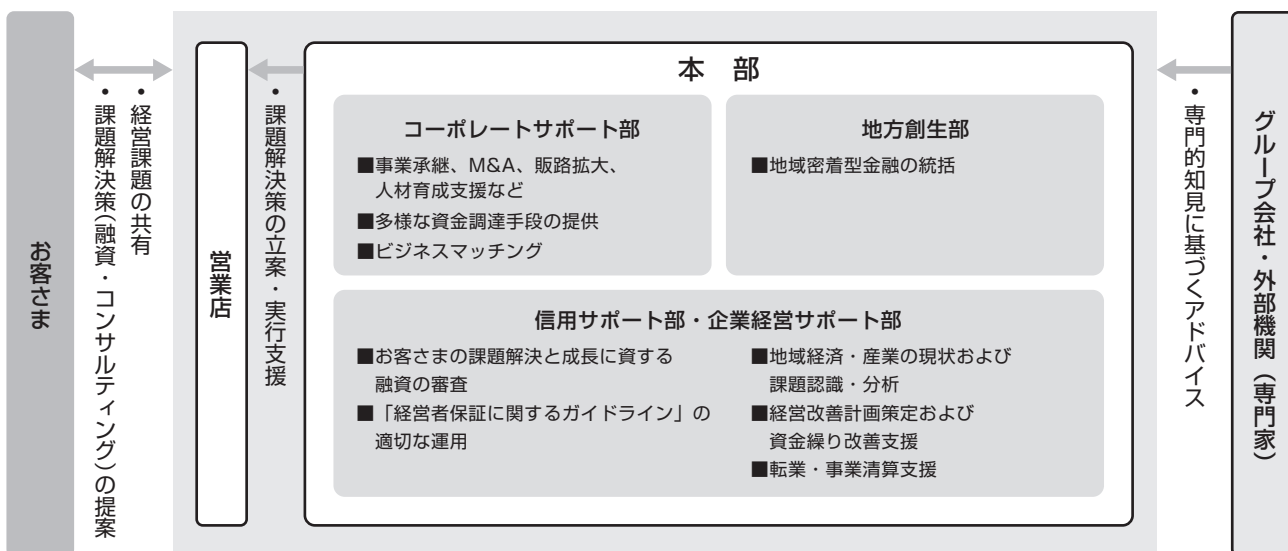 お客さま
・経営課題の共有
・課題解決策（融資・コンサルティング）の提案
営業店
・課題解決策の立案・実行支援
本 部
コーポレートサポート部
■事業承継、M&A、販路拡大、
人材育成支援など
■多様な資金調達手段の提供
■ビジネスマッチング
地方創生部
■地域密着型金融の統括
信用サポート部・企業経営サポート部
■お客さまの課題解決と成長に資する
融資の審査
■「経営者保証に関するガイドライン」の
適切な運用
■地域経済・産業の現状および
課題認識・分析
■経営改善計画策定および
資金繰り改善支援
■転業・事業清算支援
・専門的知見に基づくアドバイス
グループ会社・外部機関（専門家）